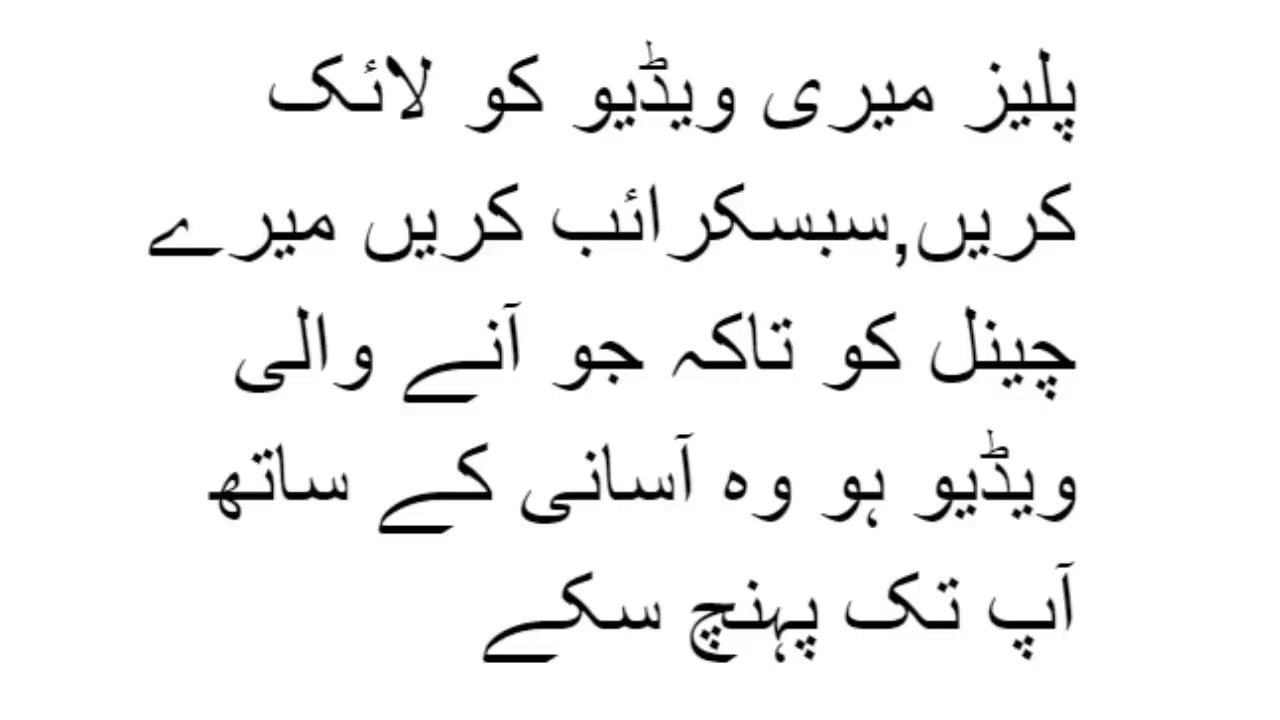 پلیز میری ویڈیو کو لائک
کریں,سبسکرائب کریں میرے
چینل کو تاکہ جو آنے والی
ویڈیو ہو وہ آسانی کے ساتھ
آپ تک پہنچ سکے